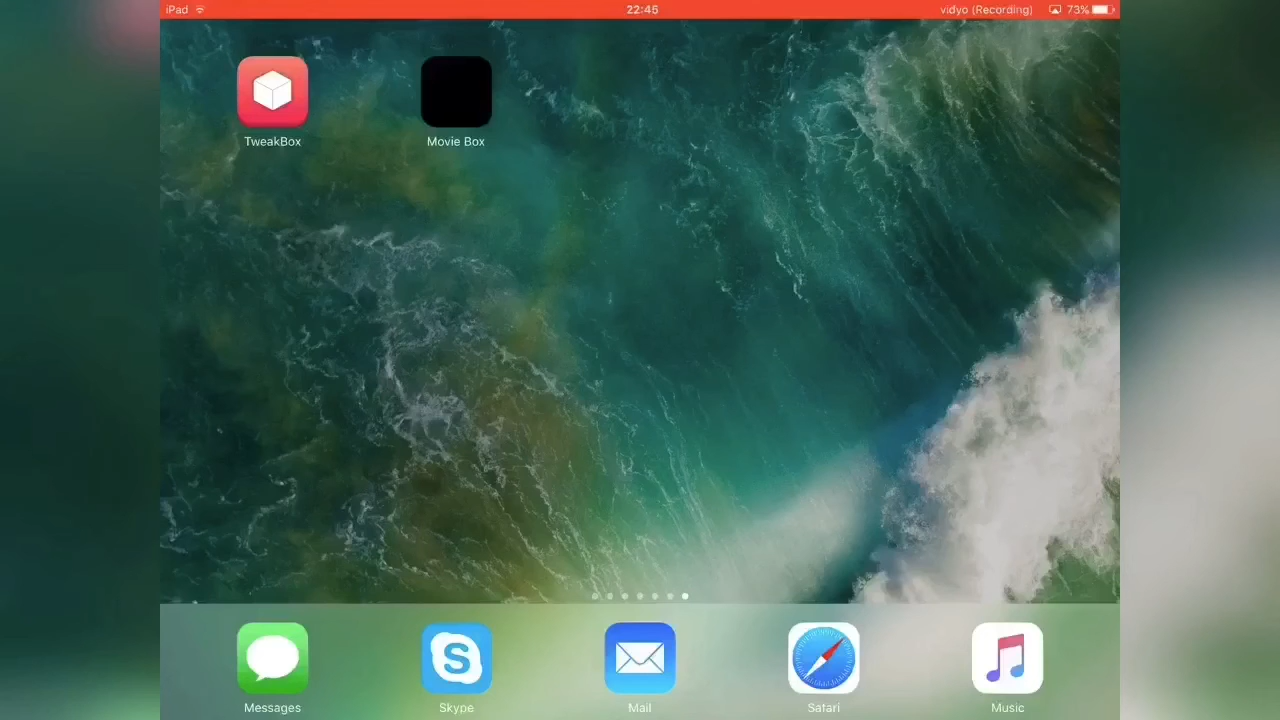 iPad 22:45 vidyo (Recording) 73%
TweakBox Movie Box
Messages Skype Mail Safari Music